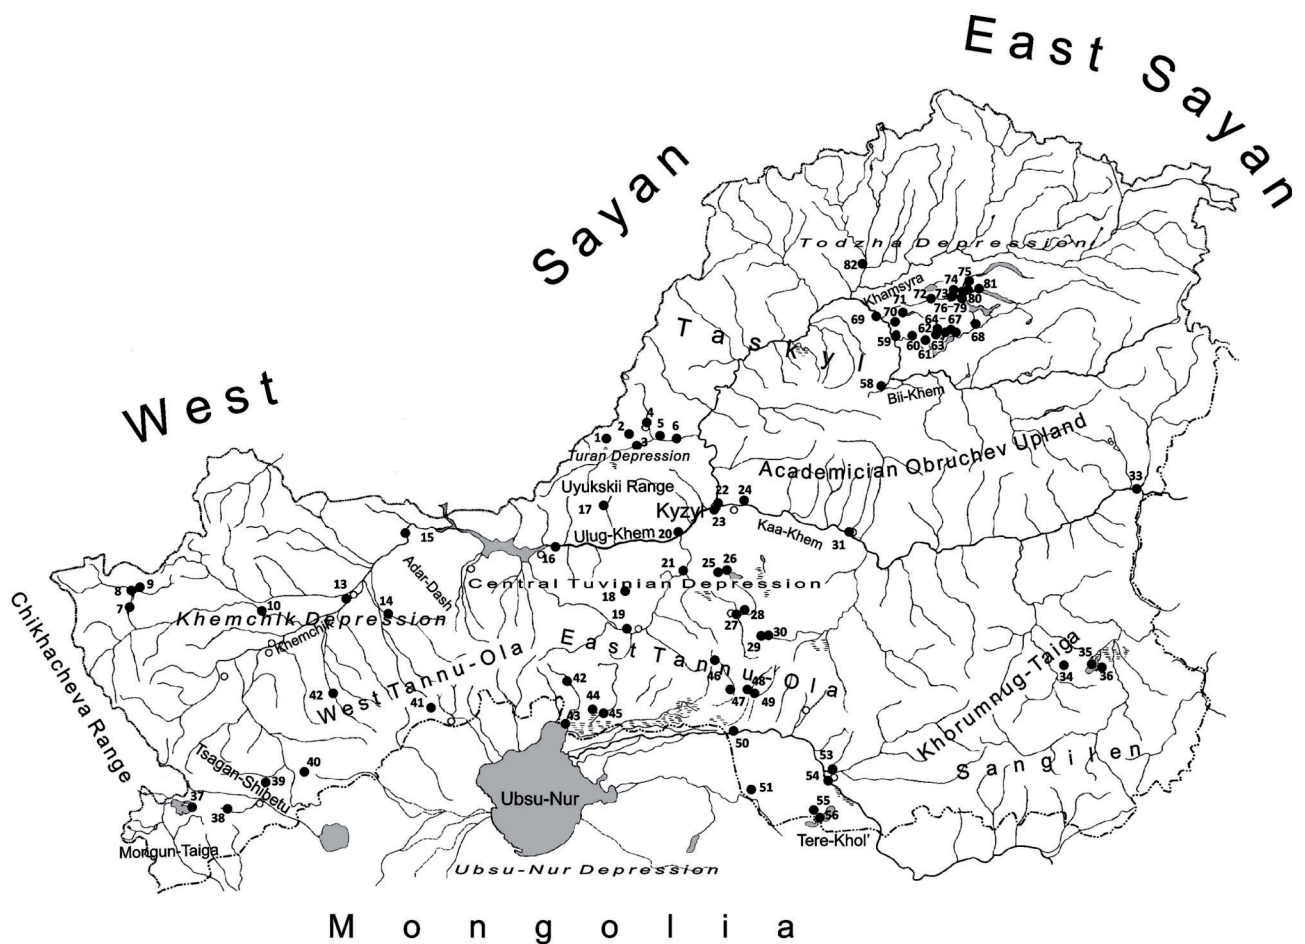 East Sayan
Sayan
West
Todzha Depression
82
Khamsyra
75
74
81
72
73
80
71
76-79
70
69
64-67
62
68
59
60
63
61
Taskyl
58
Bii-Khem
4
2
5
6
1
3
Turan Depression
Academician Obruchev Upland
Uyukskii Range
33
22
24
17
Kyzyl
23
Ulug-Khem
20
Kaa-Khem
31
15
16
Adar-Dash
25
26
21
Central Tuvinian Depression
9
8
7
13
18
10
14
Khemchik Depression
Khemchik
19
28
27
29
30
Chikhacheva Range
West Tannu-Ola
East Tannu-Ola
42
41
42
46
48
47
49
44
45
43
50
Khorumnug-Taiga
35
34
36
Sangilen
Tsagan-Shibetu
40
39
37
38
Mongun-Taiga
53
54
51
55
56
Ubsu-Nur
Tere-Khol'
Ubsu-Nur Depression
Mongolia